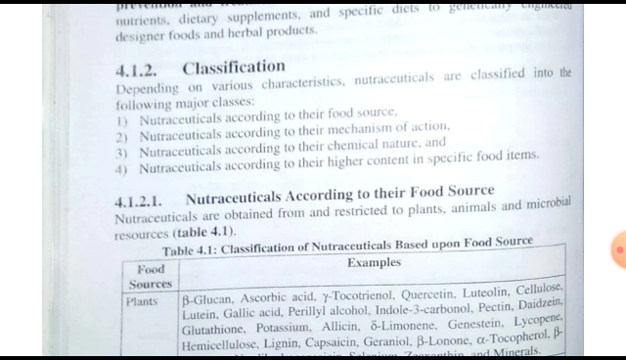 nutrients, dietary supplements, and specific diets to genetically engineered
designer foods and herbal products.
4.1.2. Classification
Depending on various characteristics, nutraceuticals are classified into the
following major classes:
1) Nutraceuticals according to their food source,
2) Nutraceuticals according to their mechanism of action,
3) Nutraceuticals according to their chemical nature, and
4) Nutraceuticals according to their higher content in specific food items.
4.1.2.1. Nutraceuticals According to their Food Source
Nutraceuticals are obtained from and restricted to plants, animals and microbial
resources (table 4.1).
Table 4.1: Classification of Nutraceuticals Based upon Food Source
Food Sources
Examples
Plants
β-Glucan, Ascorbic acid, γ-Tocotrienol, Quercetin, Luteolin, Cellulose,
Lutein, Gallic acid, Perillyl alcohol, Indole-3-carbonol, Pectin, Daidzein,
Glutathione, Potassium, Allicin, δ-Limonene, Genestein, Lycopene,
Hemicellulose, Lignin, Capsaicin, Geraniol, β-Lonone, α-Tocopherol, β-
Selenium, Zeaxanthin and Minerals.